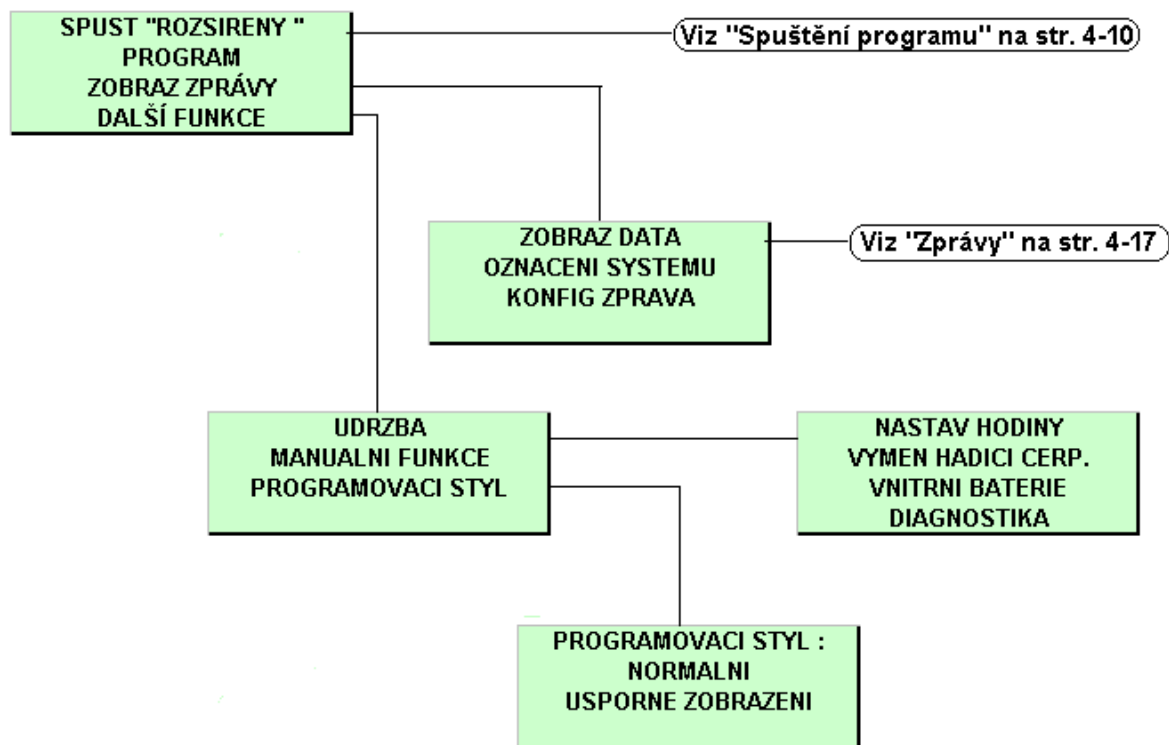 SPUST "ROZSIRENY "
PROGRAM
ZOBRAZ ZPRÁVY
DALŠÍ FUNKCE
Viz "Spuštění programu" na str. 4-10
ZOBRAZ DATA
OZNACENI SYSTEMU
KONFIG ZPRAVA
Viz "Zprávy" na str. 4-17
UDRZBA
MANUALNI FUNKCE
PROGRAMOVACI STYL
NASTAV HODINY
VYMEN HADICI CERP.
VNITRNI BATERIE
DIAGNOSTIKA
PROGRAMOVACI STYL :
NORMALNI
USPORNE ZOBRAZENI